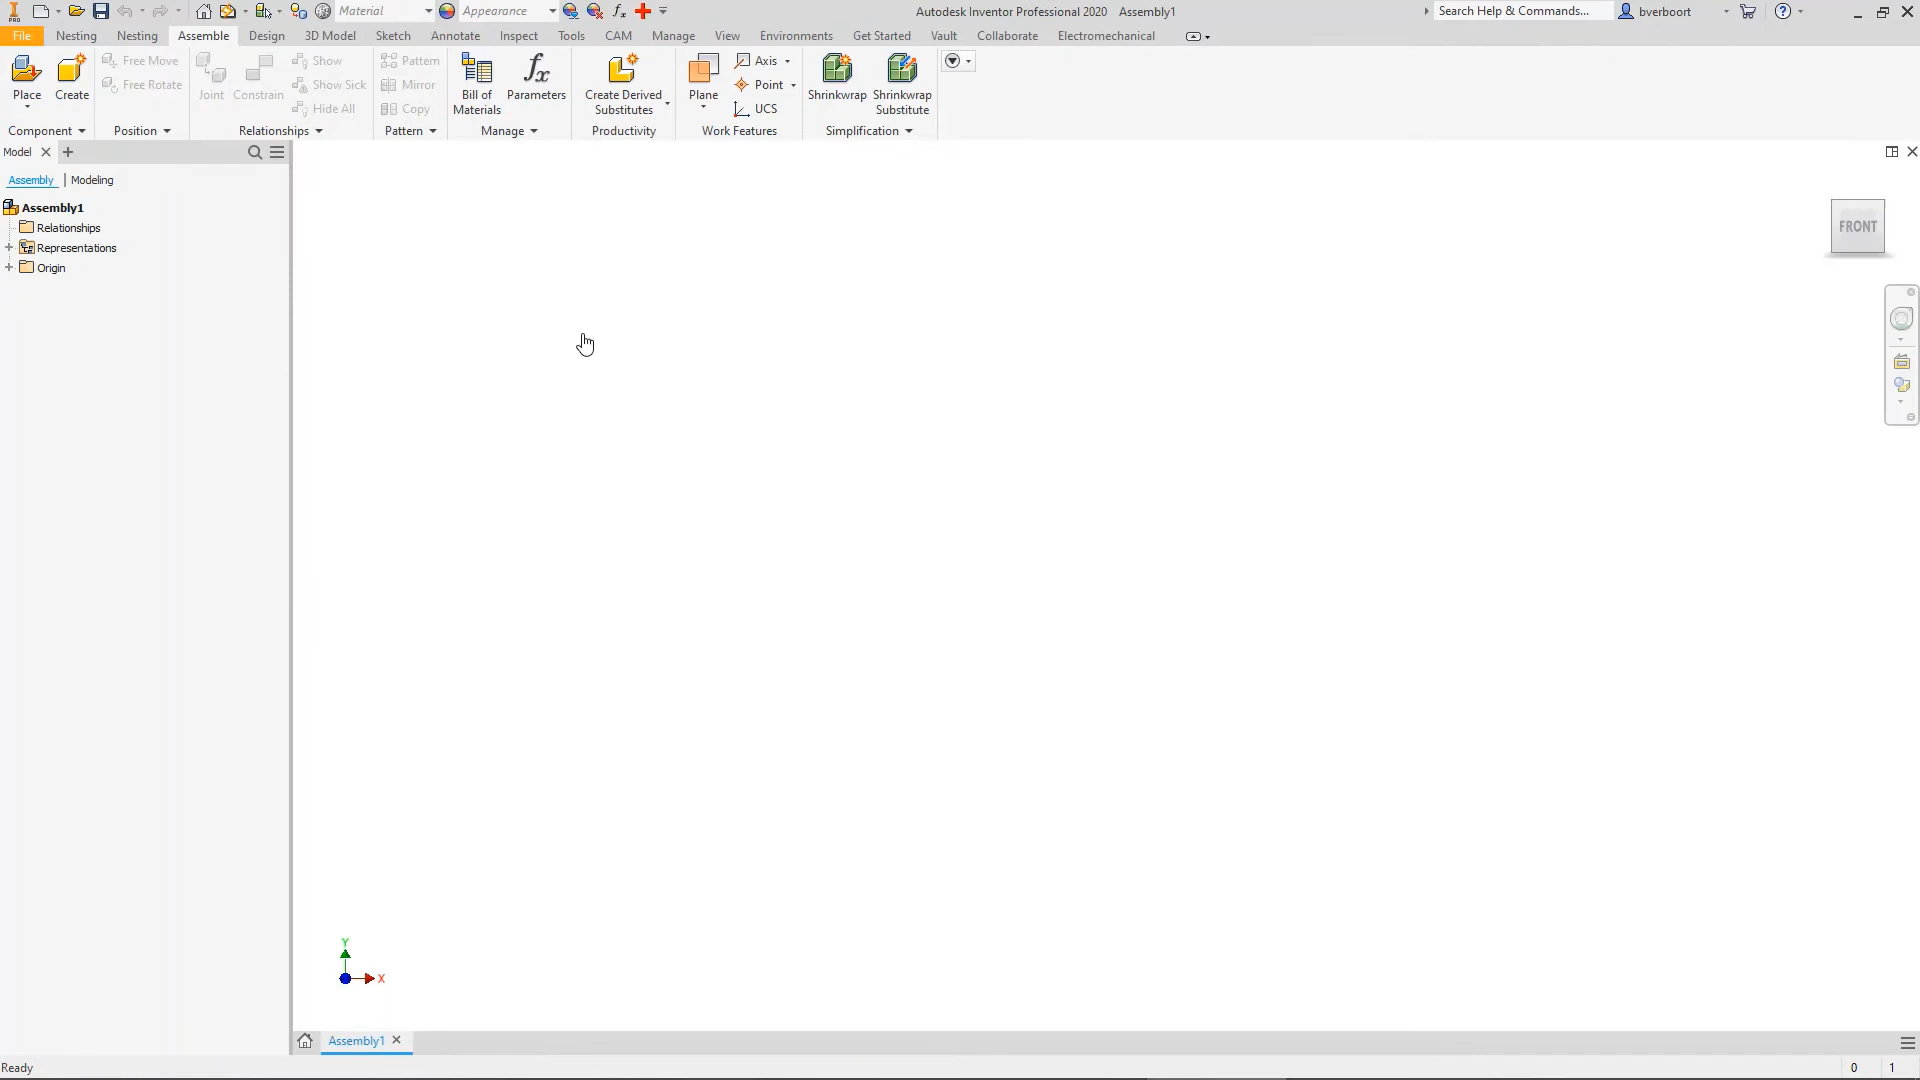 PRO Material Appearance fx Autodesk Inventor Professional 2020 Assembly1 Search Help & Commands... bverboort
File Nesting Nesting Assemble Design 3D Model Sketch Annotate Inspect Tools CAM Manage View Environments Get Started Vault Collaborate Electromechanical
Place
Create
Free Move
Free Rotate
Joint
Constrain
Show
Show Sick
Hide All
Pattern
Mirror
Copy
Bill of
Materials
fx
Parameters
Create Derived
Substitutes
Plane
Axis
Point
UCS
Shrinkwrap
Shrinkwrap
Substitute
Component Position Relationships Pattern Manage Productivity Work Features Simplification
Model
Assembly | Modeling
Assembly1
Relationships
Representations
Origin
FRONT
Y
X
Assembly1
Ready 0 1